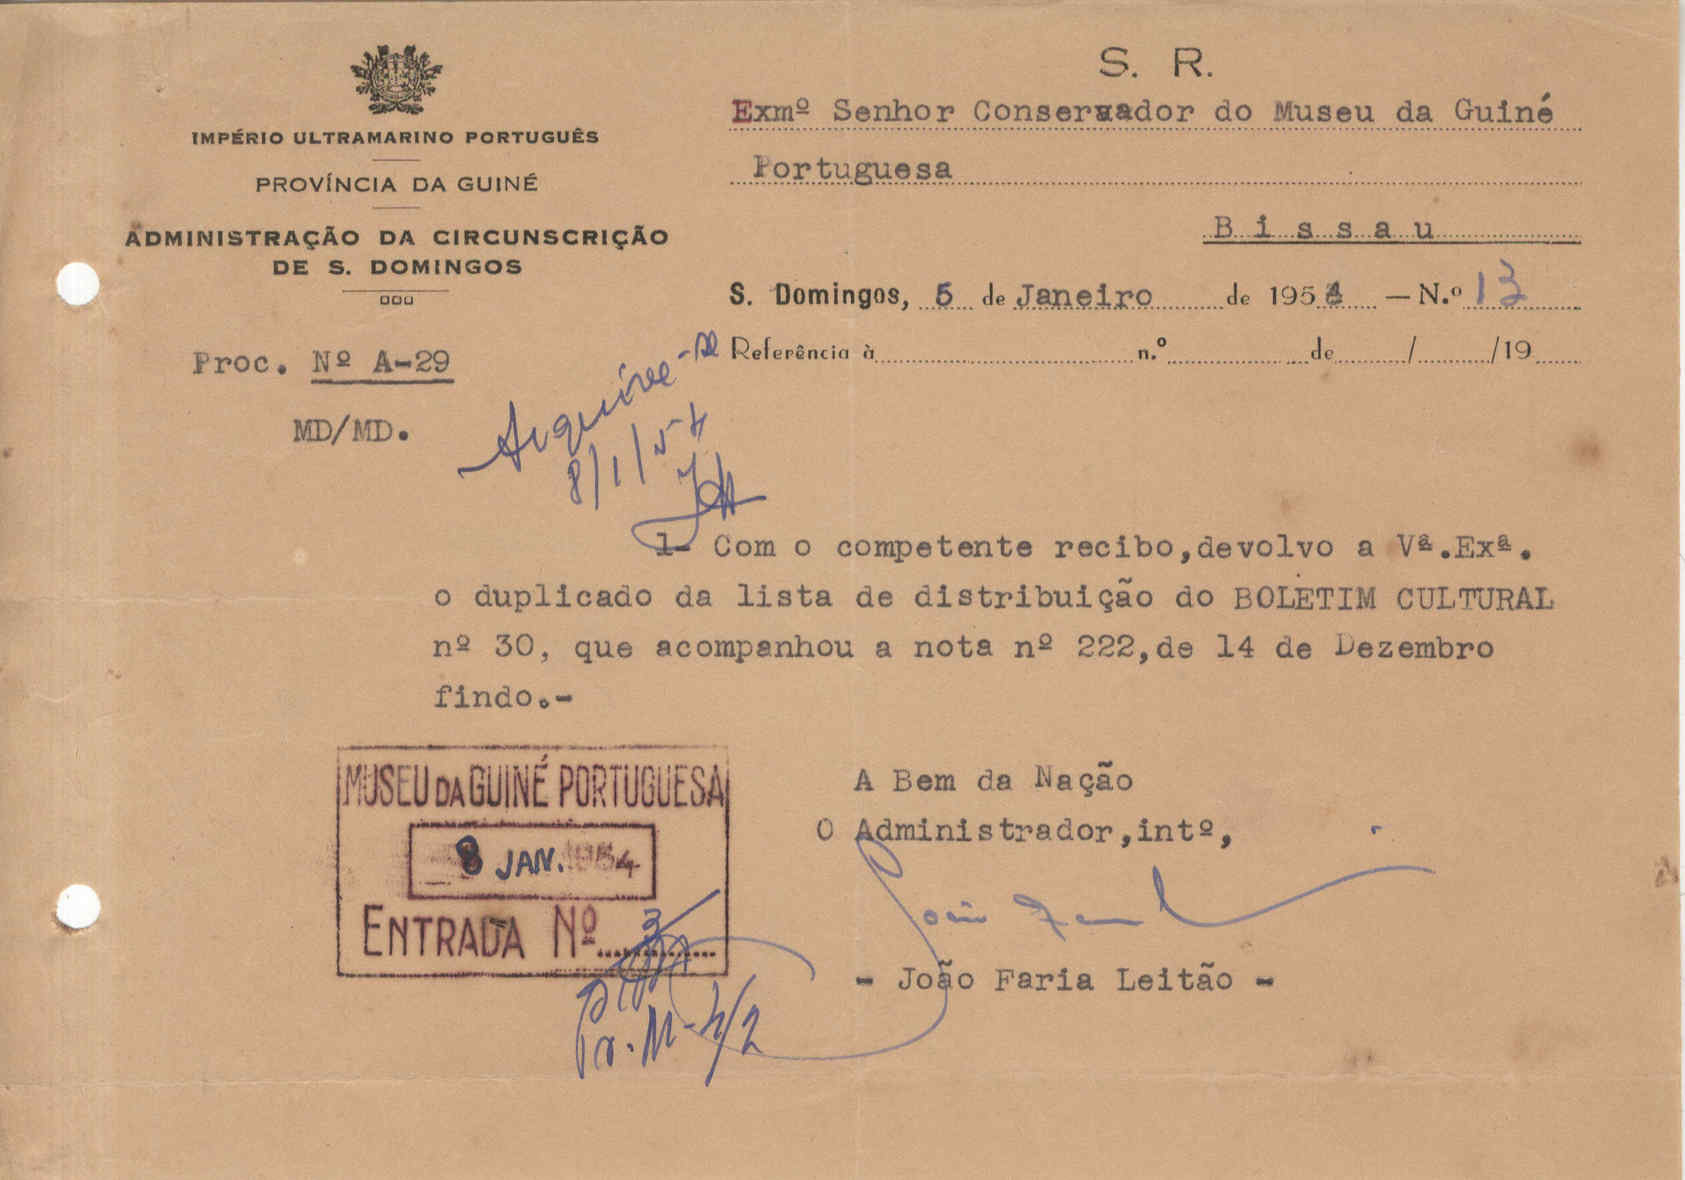 IMPÉRIO ULTRAMARINO PORTUGUÊS
PROVÍNCIA DA GUINÉ
ADMINISTRAÇÃO DA CIRCUNSCRIÇÃO
DE S. DOMINGOS
Proc. Nº A-29
MD/MD.
S. R.
Exmº Senhor Conservador do Museu da Guiné
Portuguesa
Bissau
S. Domingos, 5 de Janeiro de 1954 — N.º 13
Referência à n.º de / /19
Arquive-se
8/1/54
1- Com o competente recibo,devolvo a Vª.Exª.
o duplicado da lista de distribuição do BOLETIM CULTURAL
nº 30, que acompanhou a nota nº 222,de 14 de Dezembro
findo.-
A Bem da Nação
O Administrador,intº,
- João Faria Leitão -
MUSEU DA GUINÉ PORTUGUESA
8 JAN. 1954
ENTRADA Nº 3